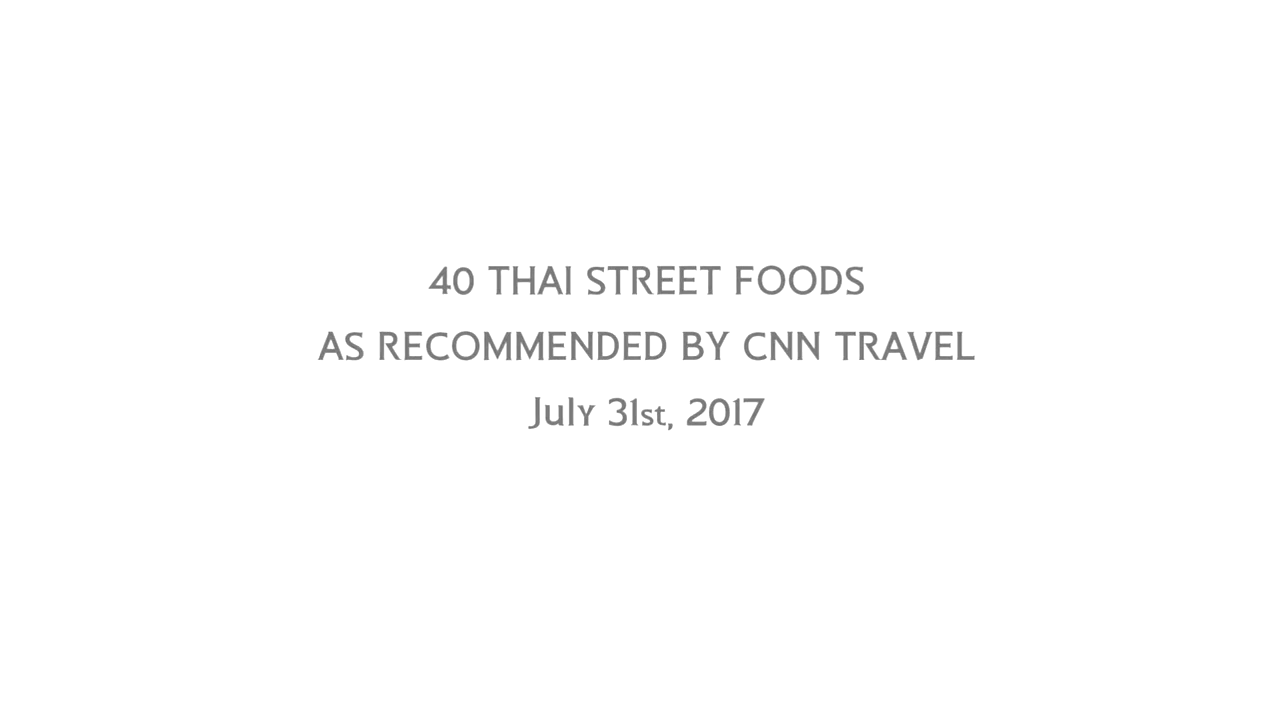 40 THAI STREET FOODS
AS RECOMMENDED BY CNN TRAVEL
July 31st, 2017